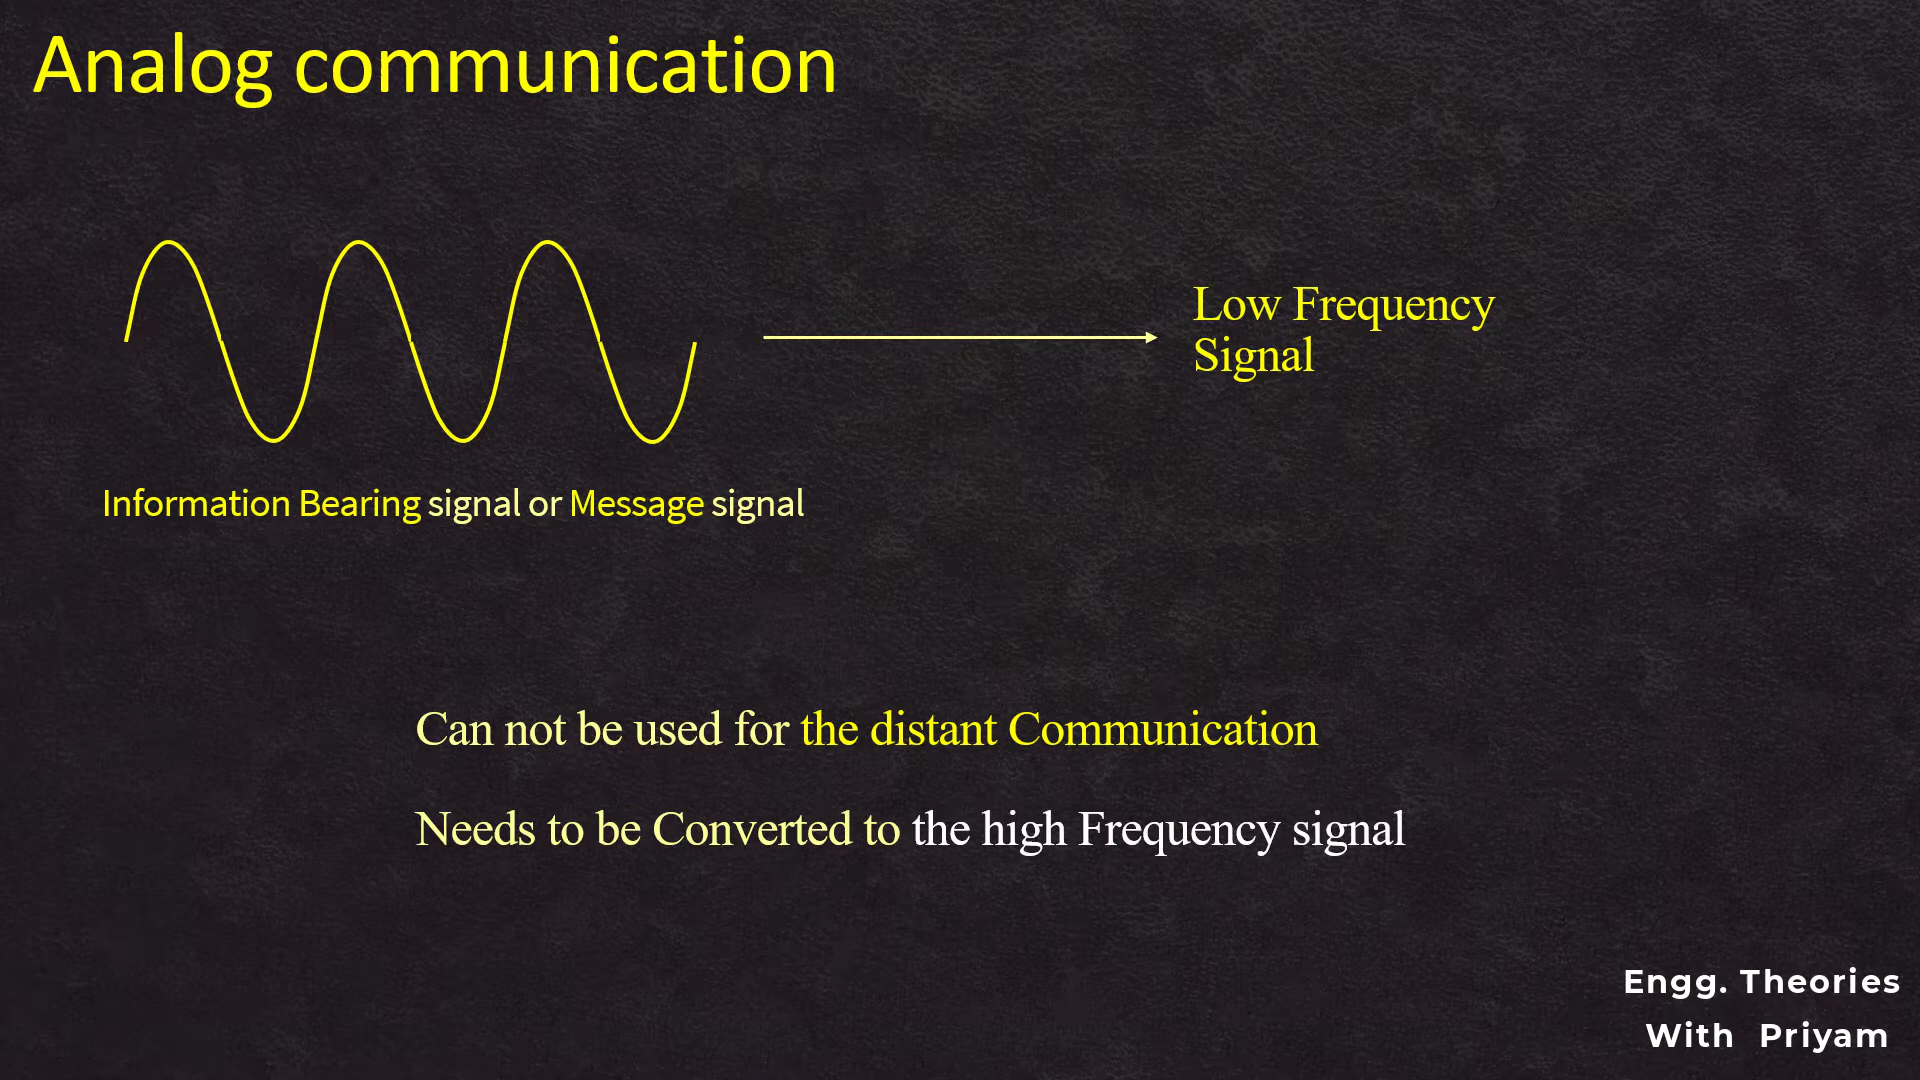 Analog communication
Low Frequency
Signal
Information Bearing signal or Message signal
Can not be used for the distant Communication
Needs to be Converted to the high Frequency signal
Engg. Theories
With Priyam